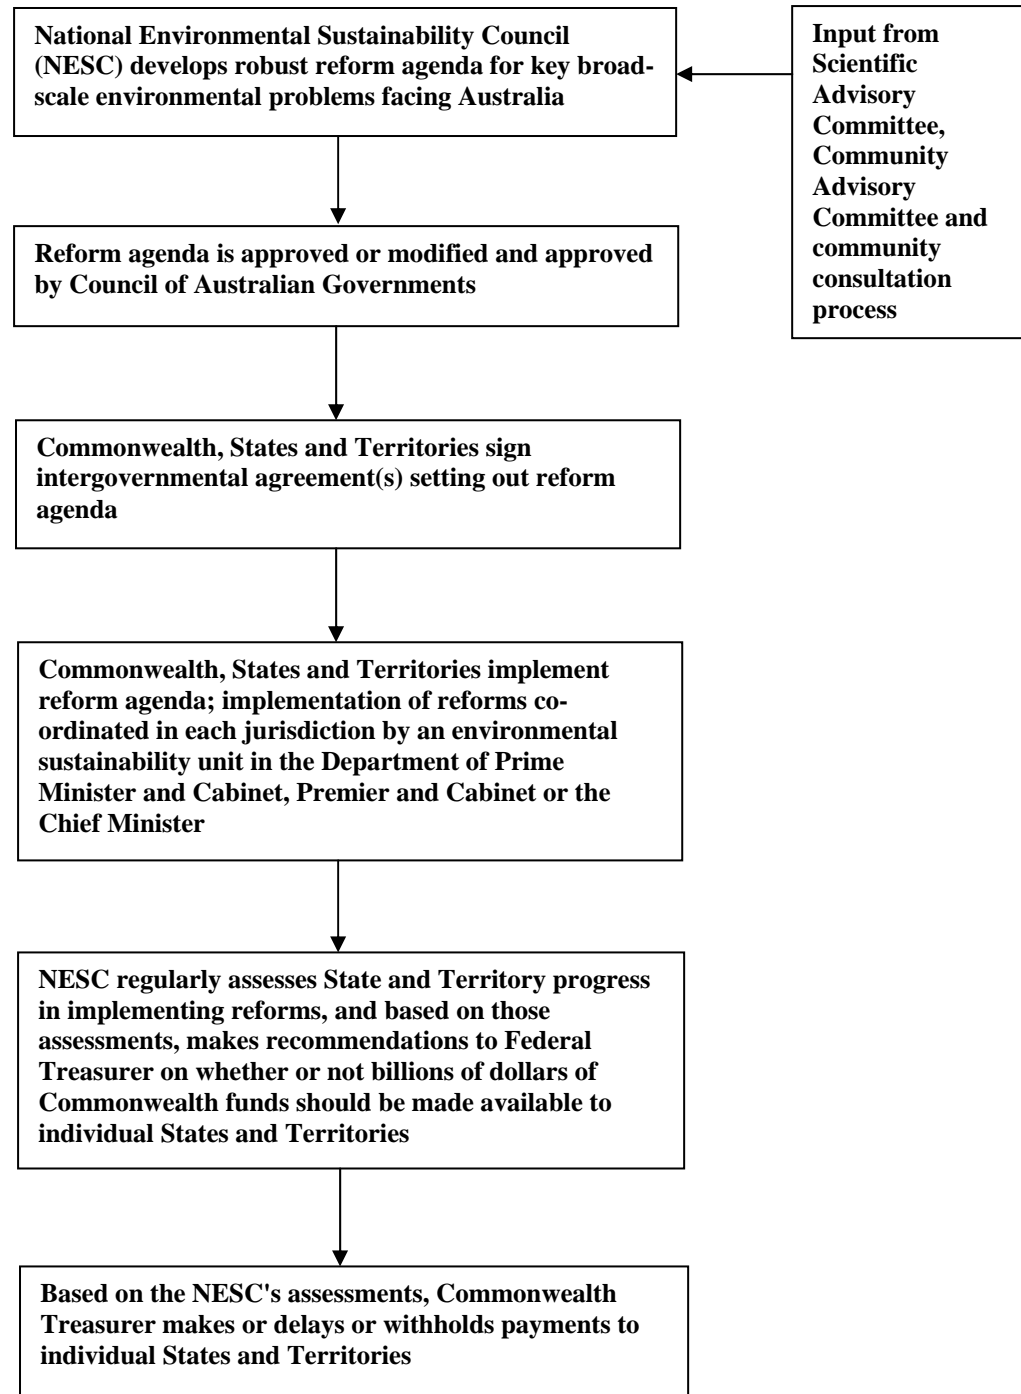 National Environmental Sustainability Council
(NESC) develops robust reform agenda for key broad-
scale environmental problems facing Australia
Input from
Scientific
Advisory
Committee,
Community
Advisory
Committee and
community
consultation
process
Reform agenda is approved or modified and approved
by Council of Australian Governments
Commonwealth, States and Territories sign
intergovernmental agreement(s) setting out reform
agenda
Commonwealth, States and Territories implement
reform agenda; implementation of reforms co-
ordinated in each jurisdiction by an environmental
sustainability unit in the Department of Prime
Minister and Cabinet, Premier and Cabinet or the
Chief Minister
NESC regularly assesses State and Territory progress
in implementing reforms, and based on those
assessments, makes recommendations to Federal
Treasurer on whether or not billions of dollars of
Commonwealth funds should be made available to
individual States and Territories
Based on the NESC's assessments, Commonwealth
Treasurer makes or delays or withholds payments to
individual States and Territories